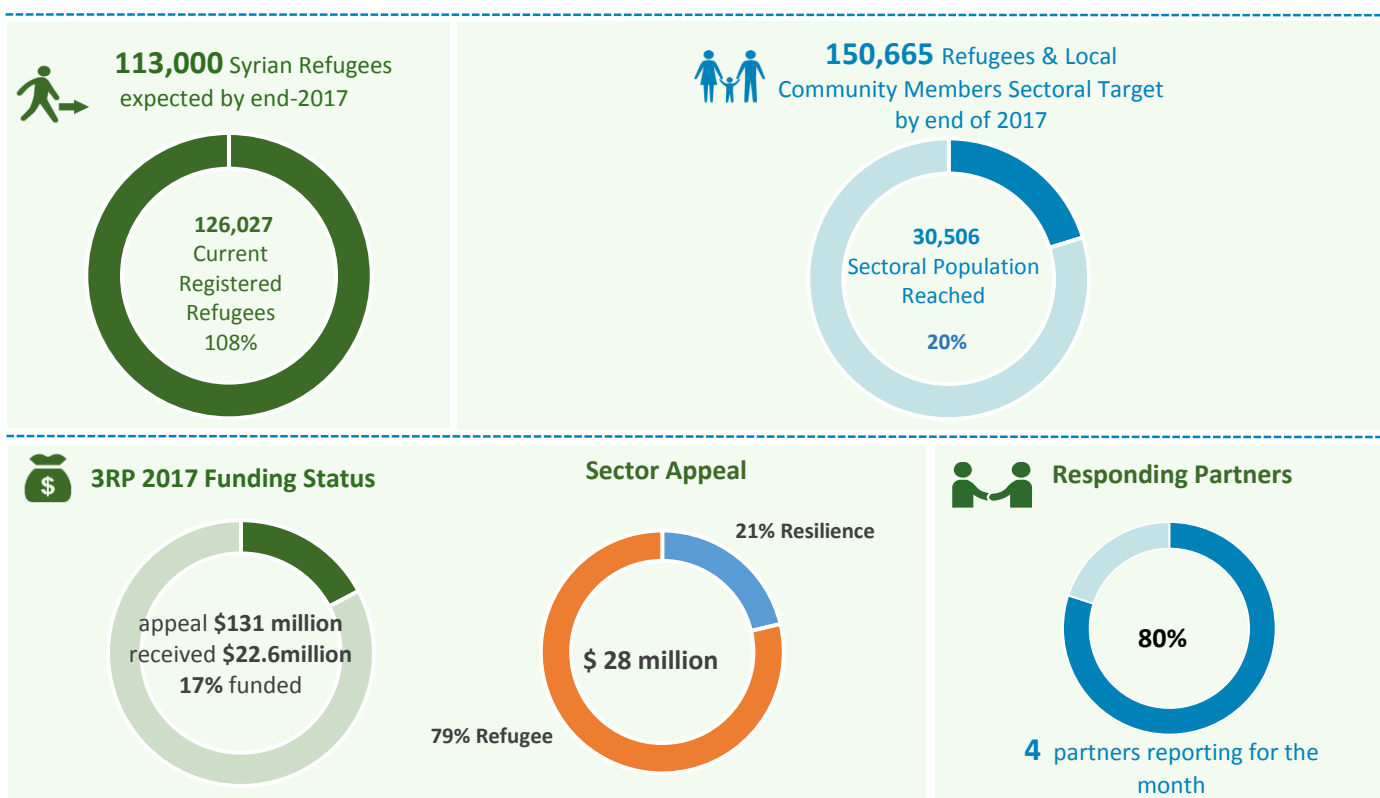 113,000 Syrian Refugees
expected by end-2017
126,027
Current
Registered
Refugees
108%
150,665 Refugees & Local
Community Members Sectoral Target
by end of 2017
30,506
Sectoral Population
Reached
20%
$
3RP 2017 Funding Status
appeal $131 million
received $22.6million
17% funded
Sector Appeal
21% Resilience
$ 28 million
79% Refugee
Responding Partners
80%
4 partners reporting for the
month